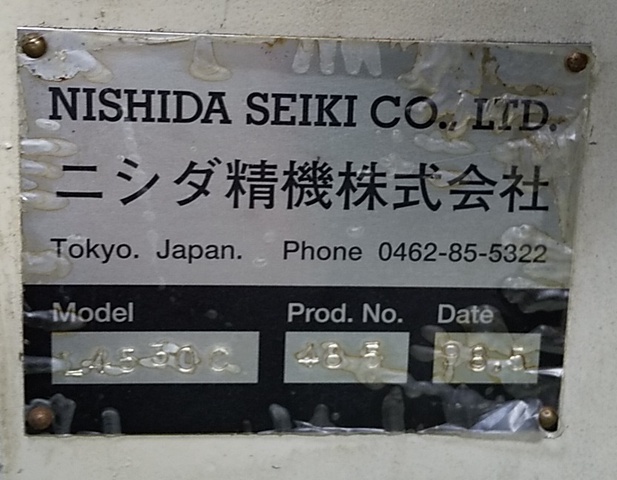 NISHIDA SEIKI CO., LTD.
ニシダ精機株式会社
Tokyo. Japan. Phone 0462-85-5322
Model Prod. No. Date